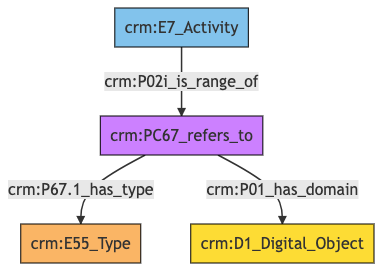 crm:E7_Activity
crm:P02i_is_range_of
crm:PC67_refers_to
crm:P67.1_has_type
crm:P01_has_domain
crm:E55_Type
crm:D1_Digital_Object